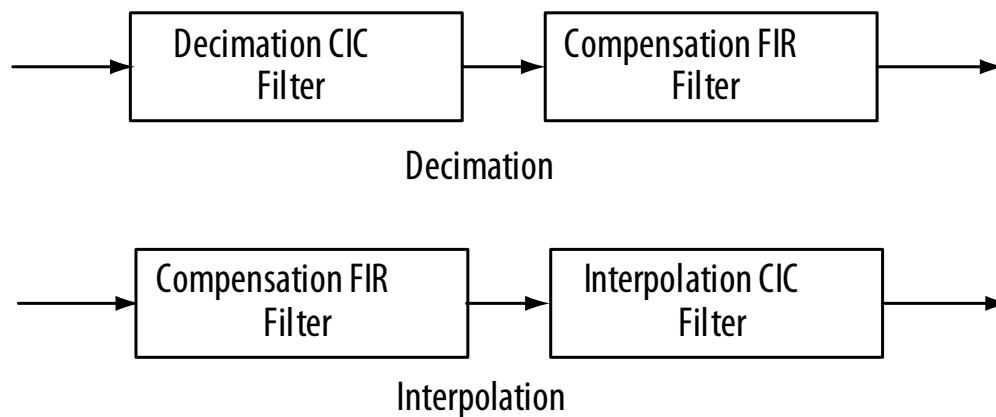 Decimation CIC
Filter
Compensation FIR
Filter
Decimation
Compensation FIR
Filter
Interpolation CIC
Filter
Interpolation